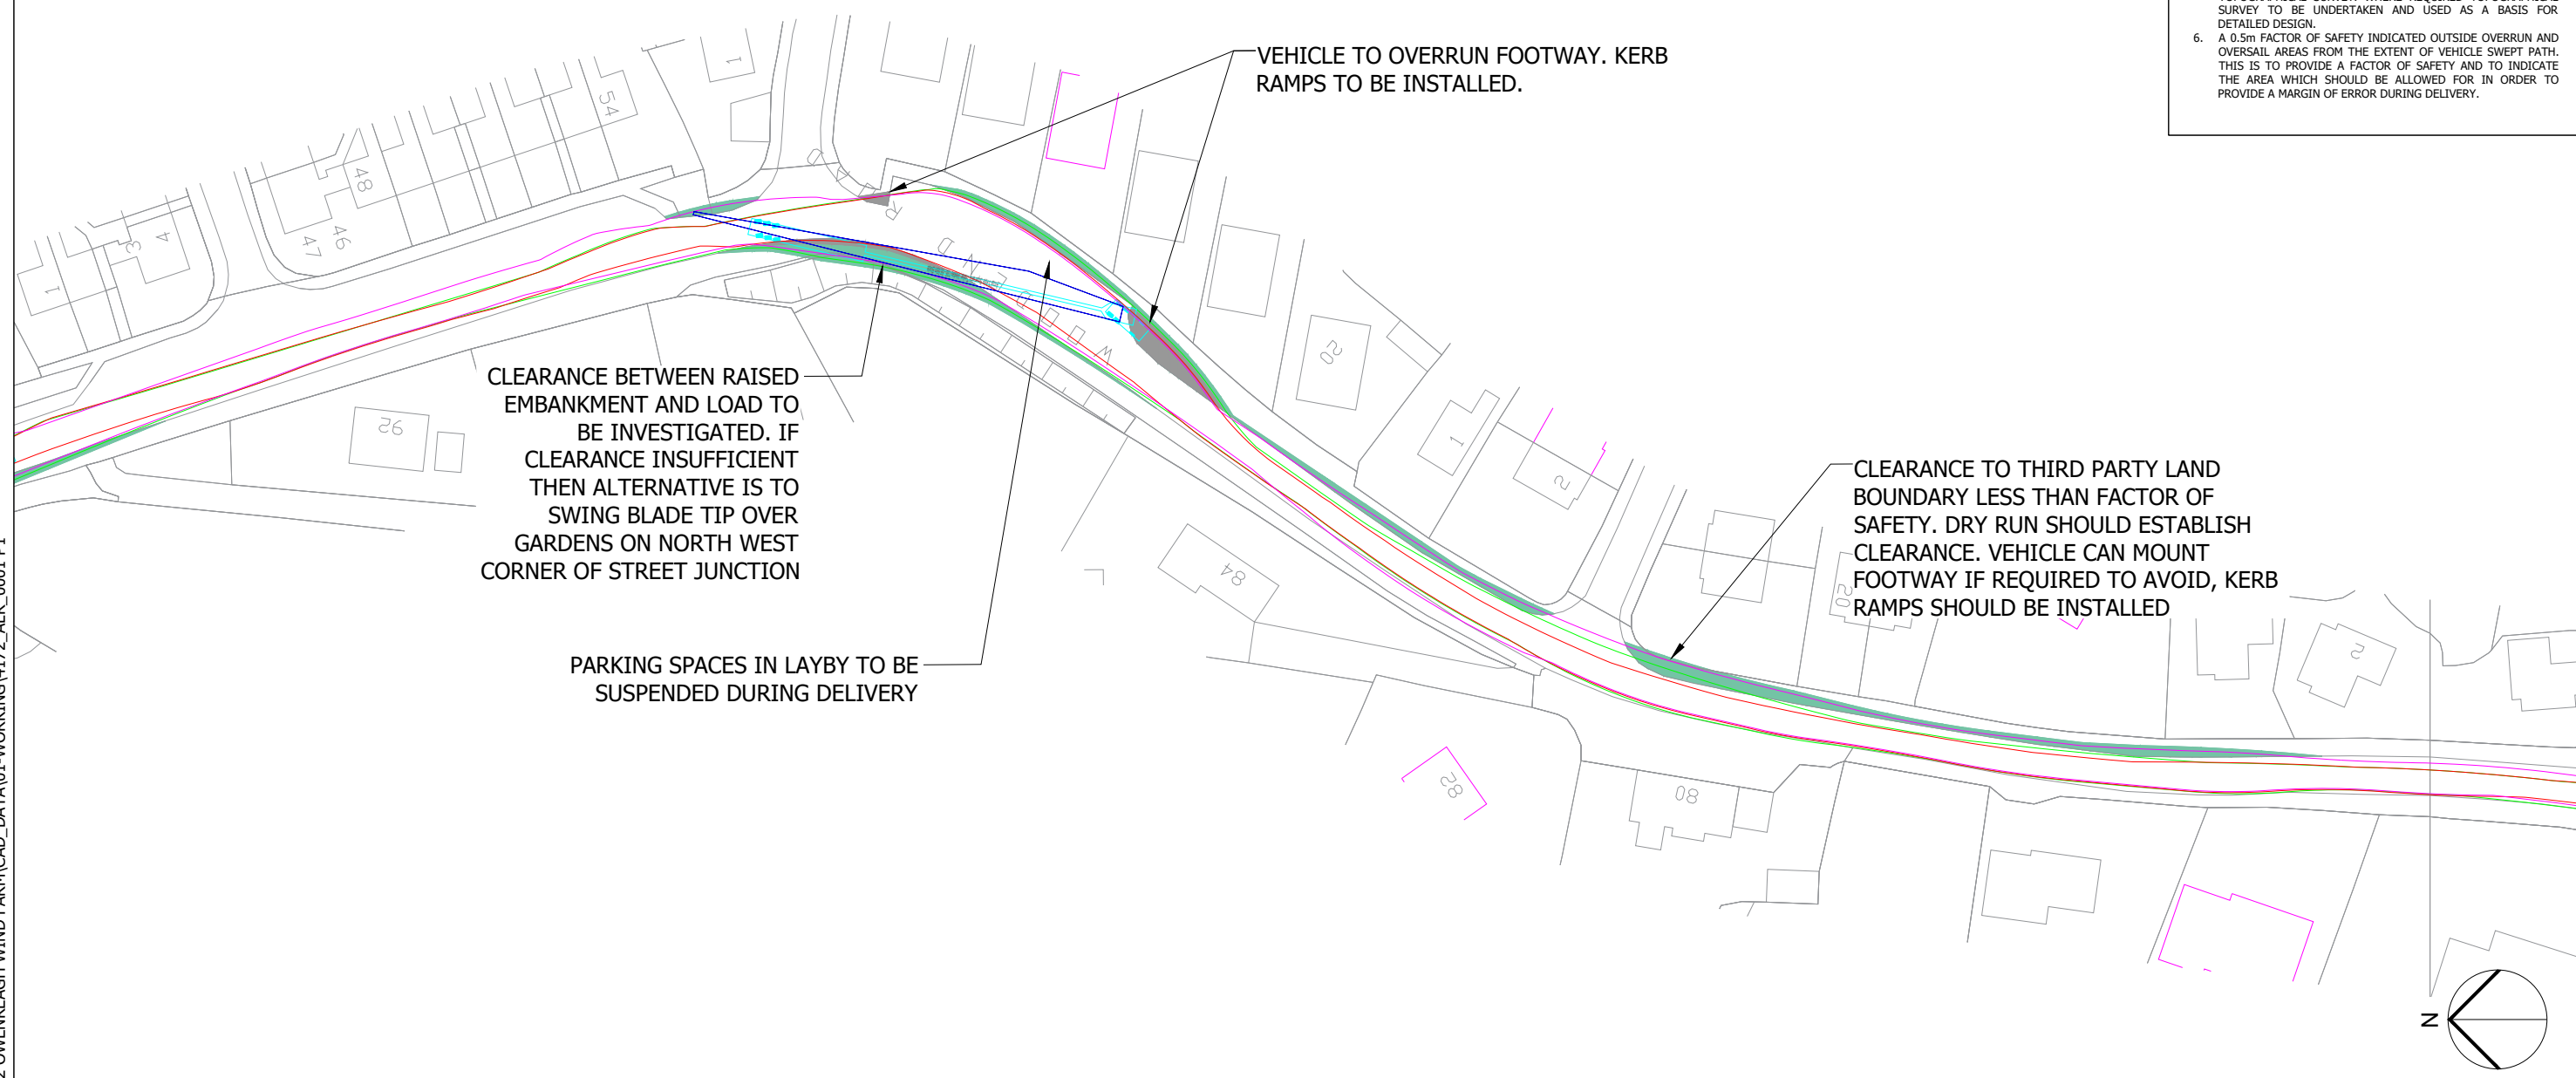 SURVEY TO BE UNDERTAKEN AND USED AS A BASIS FOR
DETAILED DESIGN.
6. A 0.5m FACTOR OF SAFETY INDICATED OUTSIDE OVERRUN AND
OVERSAIL AREAS FROM THE EXTENT OF VEHICLE SWEPT PATH.
THIS IS TO PROVIDE A FACTOR OF SAFETY AND TO INDICATE
THE AREA WHICH SHOULD BE ALLOWED FOR IN ORDER TO
PROVIDE A MARGIN OF ERROR DURING DELIVERY.
VEHICLE TO OVERRUN FOOTWAY. KERB
RAMPS TO BE INSTALLED.
CLEARANCE BETWEEN RAISED
EMBANKMENT AND LOAD TO
BE INVESTIGATED. IF
CLEARANCE INSUFFICIENT
THEN ALTERNATIVE IS TO
SWING BLADE TIP OVER
GARDENS ON NORTH WEST
CORNER OF STREET JUNCTION
PARKING SPACES IN LAYBY TO BE
SUSPENDED DURING DELIVERY
CLEARANCE TO THIRD PARTY LAND
BOUNDARY LESS THAN FACTOR OF
SAFETY. DRY RUN SHOULD ESTABLISH
CLEARANCE. VEHICLE CAN MOUNT
FOOTWAY IF REQUIRED TO AVOID, KERB
RAMPS SHOULD BE INSTALLED
1
54
48
46
47
3
4
1
92
WOODLAND PARK
20
1
2
84
82
80
20
2
N